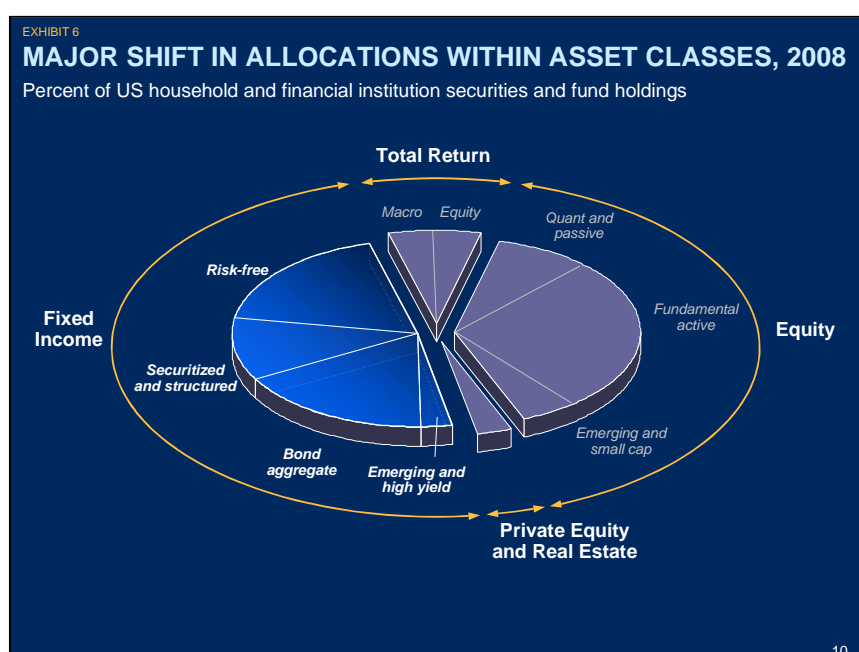 EXHIBIT 6
MAJOR SHIFT IN ALLOCATIONS WITHIN ASSET CLASSES, 2008
Percent of US household and financial institution securities and fund holdings
Total Return
Macro
Equity
Quant and
passive
Risk-free
Fundamental
active
Fixed
Income
Equity
Securitized
and structured
Emerging and
small cap
Bond
aggregate
Emerging and
high yield
Private Equity
and Real Estate
10